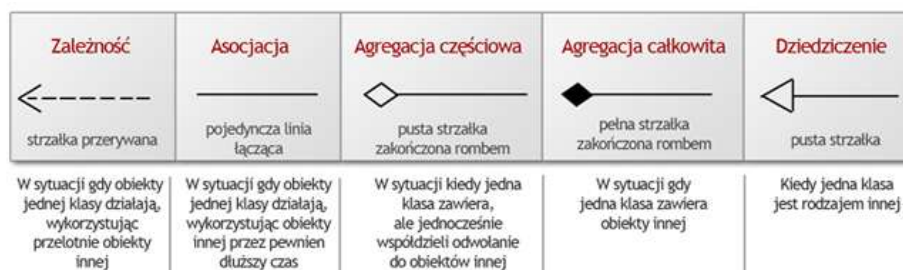 Zależność
strzałka przerywana
W sytuacji gdy obiekty
jednej klasy działają,
wykorzystując
przelotnie obiekty
innej
Asocjacja
pojedyncza linia
łącząca
W sytuacji gdy obiekty
jednej klasy działają,
wykorzystując obiekty
innej przez pewnien
dłuższy czas
Agregacja częściowa
pusta strzałka
zakończona rombem
W sytuacji kiedy jedna
klasa zawiera,
ale jednocześnie
współdzieli odwołanie
do obiektów innej
Agregacja całkowita
pełna strzałka
zakończona rombem
W sytuacji gdy
jedna klasa zawiera
obiekty innej
Dziedziczenie
pusta strzałka
Kiedy jedna klasa
jest rodzajem innej